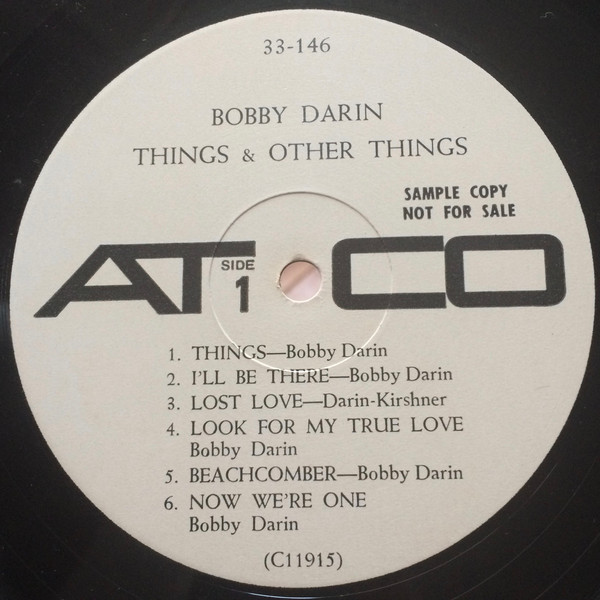 33-146
BOBBY DARIN
THINGS & OTHER THINGS
SAMPLE COPY
NOT FOR SALE
ATCO
SIDE
1
1. THINGS—Bobby Darin
2. I'LL BE THERE—Bobby Darin
3. LOST LOVE—Darin-Kirshner
4. LOOK FOR MY TRUE LOVE
Bobby Darin
5. BEACHCOMBER—Bobby Darin
6. NOW WE'RE ONE
Bobby Darin
(C11915)